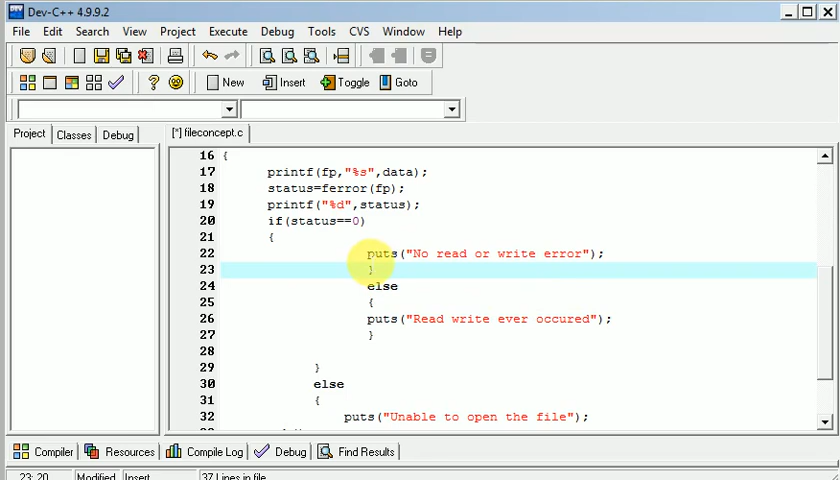 Dev-C++ 4.9.9.2
File Edit Search View Project Execute Debug Tools CVS Window Help
New Insert Toggle Goto
Project Classes Debug [*] fileconcept.c
16 {
17 printf(fp,"%s",data);
18 status=ferror(fp);
19 printf("%d",status);
20 if(status==0)
21 {
22 puts("No read or write error");
23 }
24 else
25 {
26 puts("Read write ever occured");
27 }
28
29 }
30 else
31 {
32 puts("Unable to open the file");
Compiler Resources Compile Log Debug Find Results
23: 20 Modified Insert 37 Lines in file